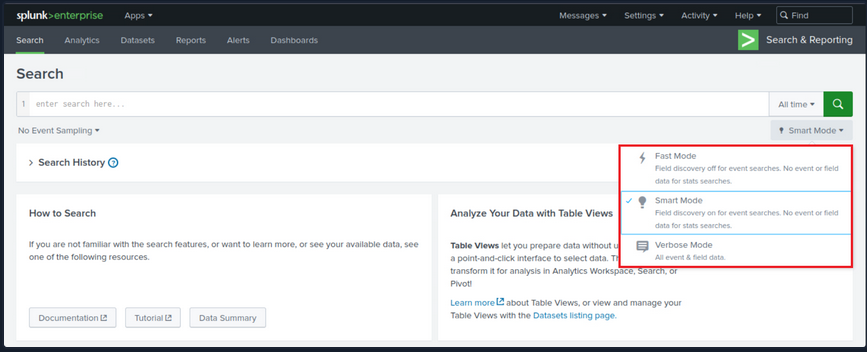 splunk>enterprise Apps Messages Settings Activity Help Find
Search Analytics Datasets Reports Alerts Dashboards Search & Reporting
Search
1 enter search here... All time
No Event Sampling Smart Mode
Search History ?
Fast Mode
Field discovery off for event searches. No event or field
data for stats searches.
Smart Mode
Field discovery on for event searches. No event or field
data for stats searches.
Verbose Mode
All event & field data.
How to Search
If you are not familiar with the search features, or want to learn more, or see your available data, see
one of the following resources.
Documentation Tutorial Data Summary
Analyze Your Data with Table Views
Table Views let you prepare data without u
a point-and-click interface to select data. Th
transform it for analysis in Analytics Workspace, Search, or
Pivot!
Learn more about Table Views, or view and manage your
Table Views with the Datasets listing page.